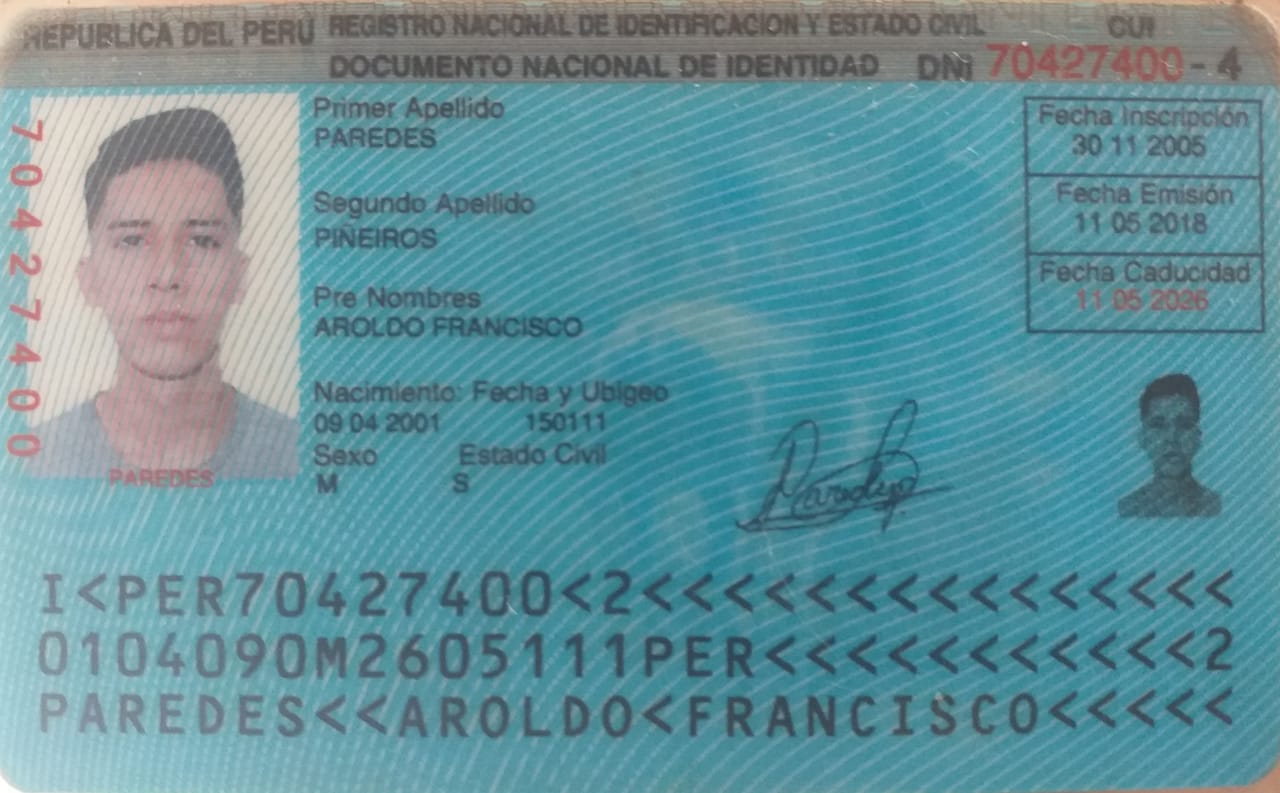 REPUBLICA DEL PERÚ REGISTRO NACIONAL DE IDENTIFICACION Y ESTADO CIVIL CUI
DOCUMENTO NACIONAL DE IDENTIDAD DNI 70427400 - 4
70427400
Primer Apellido
PAREDES
Segundo Apellido
PIÑEIROS
Pre Nombres
AROLDO FRANCISCO
Nacimiento: Fecha y Ubigeo
09 04 2001 150111
Sexo Estado Civil
M S
PAREDES
Fecha Inscripción
30 11 2005
Fecha Emisión
11 05 2018
Fecha Caducidad
11 05 2026
Paredes
I<PER70427400<2<<<<<<<<<<<<<<<
0104090M2605111PER<<<<<<<<<<<2
PAREDES<<AROLDO<FRANCISCO<<<<<